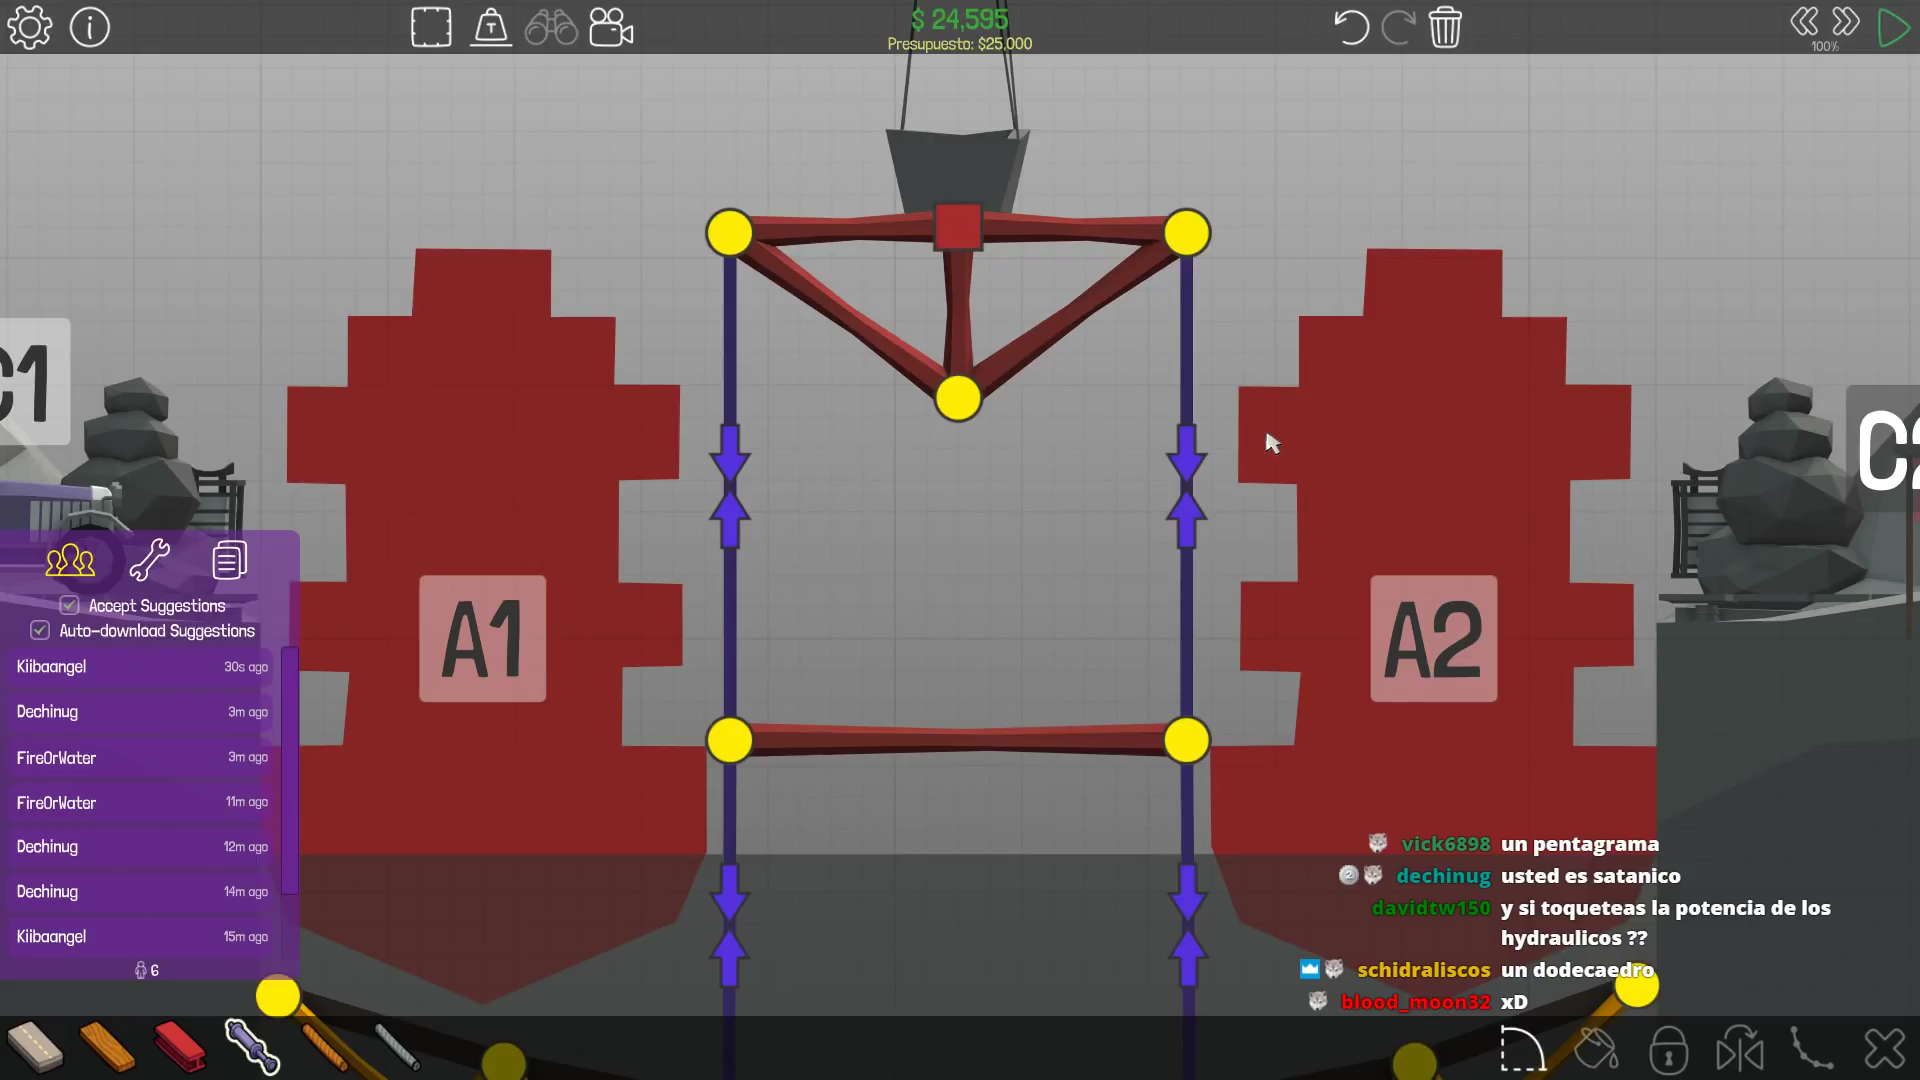 $ 24,595
Presupuesto: $25.000
100%
C1
C2
A1
A2
Accept Suggestions
Auto-download Suggestions
Kiibaangel 30s ago
Dechinug 3m ago
FireOrWater 3m ago
FireOrWater 11m ago
Dechinug 12m ago
Dechinug 14m ago
Kiibaangel 15m ago
6
vick6898 un pentagrama
2 dechinug usted es satanico
davidtw150 y si toqueteas la potencia de los
hydraulicos ??
schidraliscos un dodecaedro
blood_moon32 xD